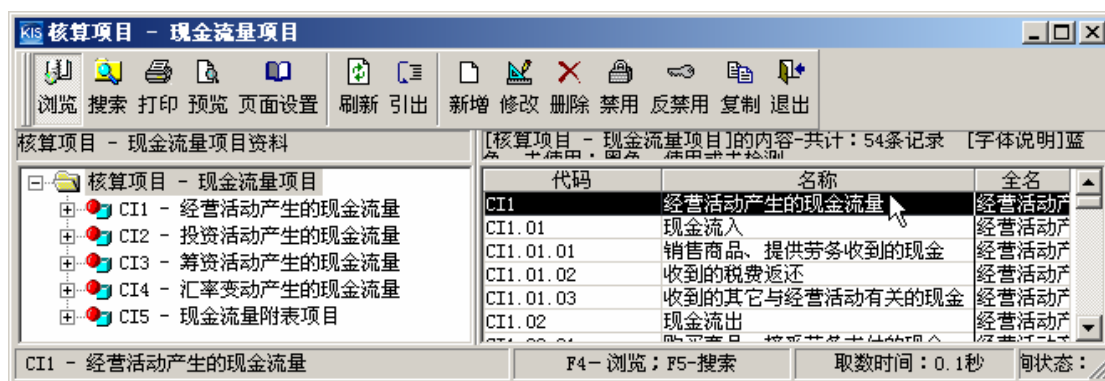 KIS 核算项目 - 现金流量项目
浏览 搜索 打印 预览 页面设置 刷新 引出 新增 修改 删除 禁用 反禁用 复制 退出
核算项目 - 现金流量项目资料
[核算项目 - 现金流量项目]的内容-共计：54条记录 [字体说明]蓝
核算项目 - 现金流量项目
CI1 - 经营活动产生的现金流量
CI2 - 投资活动产生的现金流量
CI3 - 筹资活动产生的现金流量
CI4 - 汇率变动产生的现金流量
CI5 - 现金流量附表项目
代码 名称 全名
CI1 经营活动产生的现金流量 经营活动产
CI1.01 现金流入 经营活动产
CI1.01.01 销售商品、提供劳务收到的现金 经营活动产
CI1.01.02 收到的税费返还 经营活动产
CI1.01.03 收到的其它与经营活动有关的现金 经营活动产
CI1.02 现金流出 经营活动产
CI1 - 经营活动产生的现金流量 F4－浏览；F5-搜索 取数时间：0.1秒 状态：